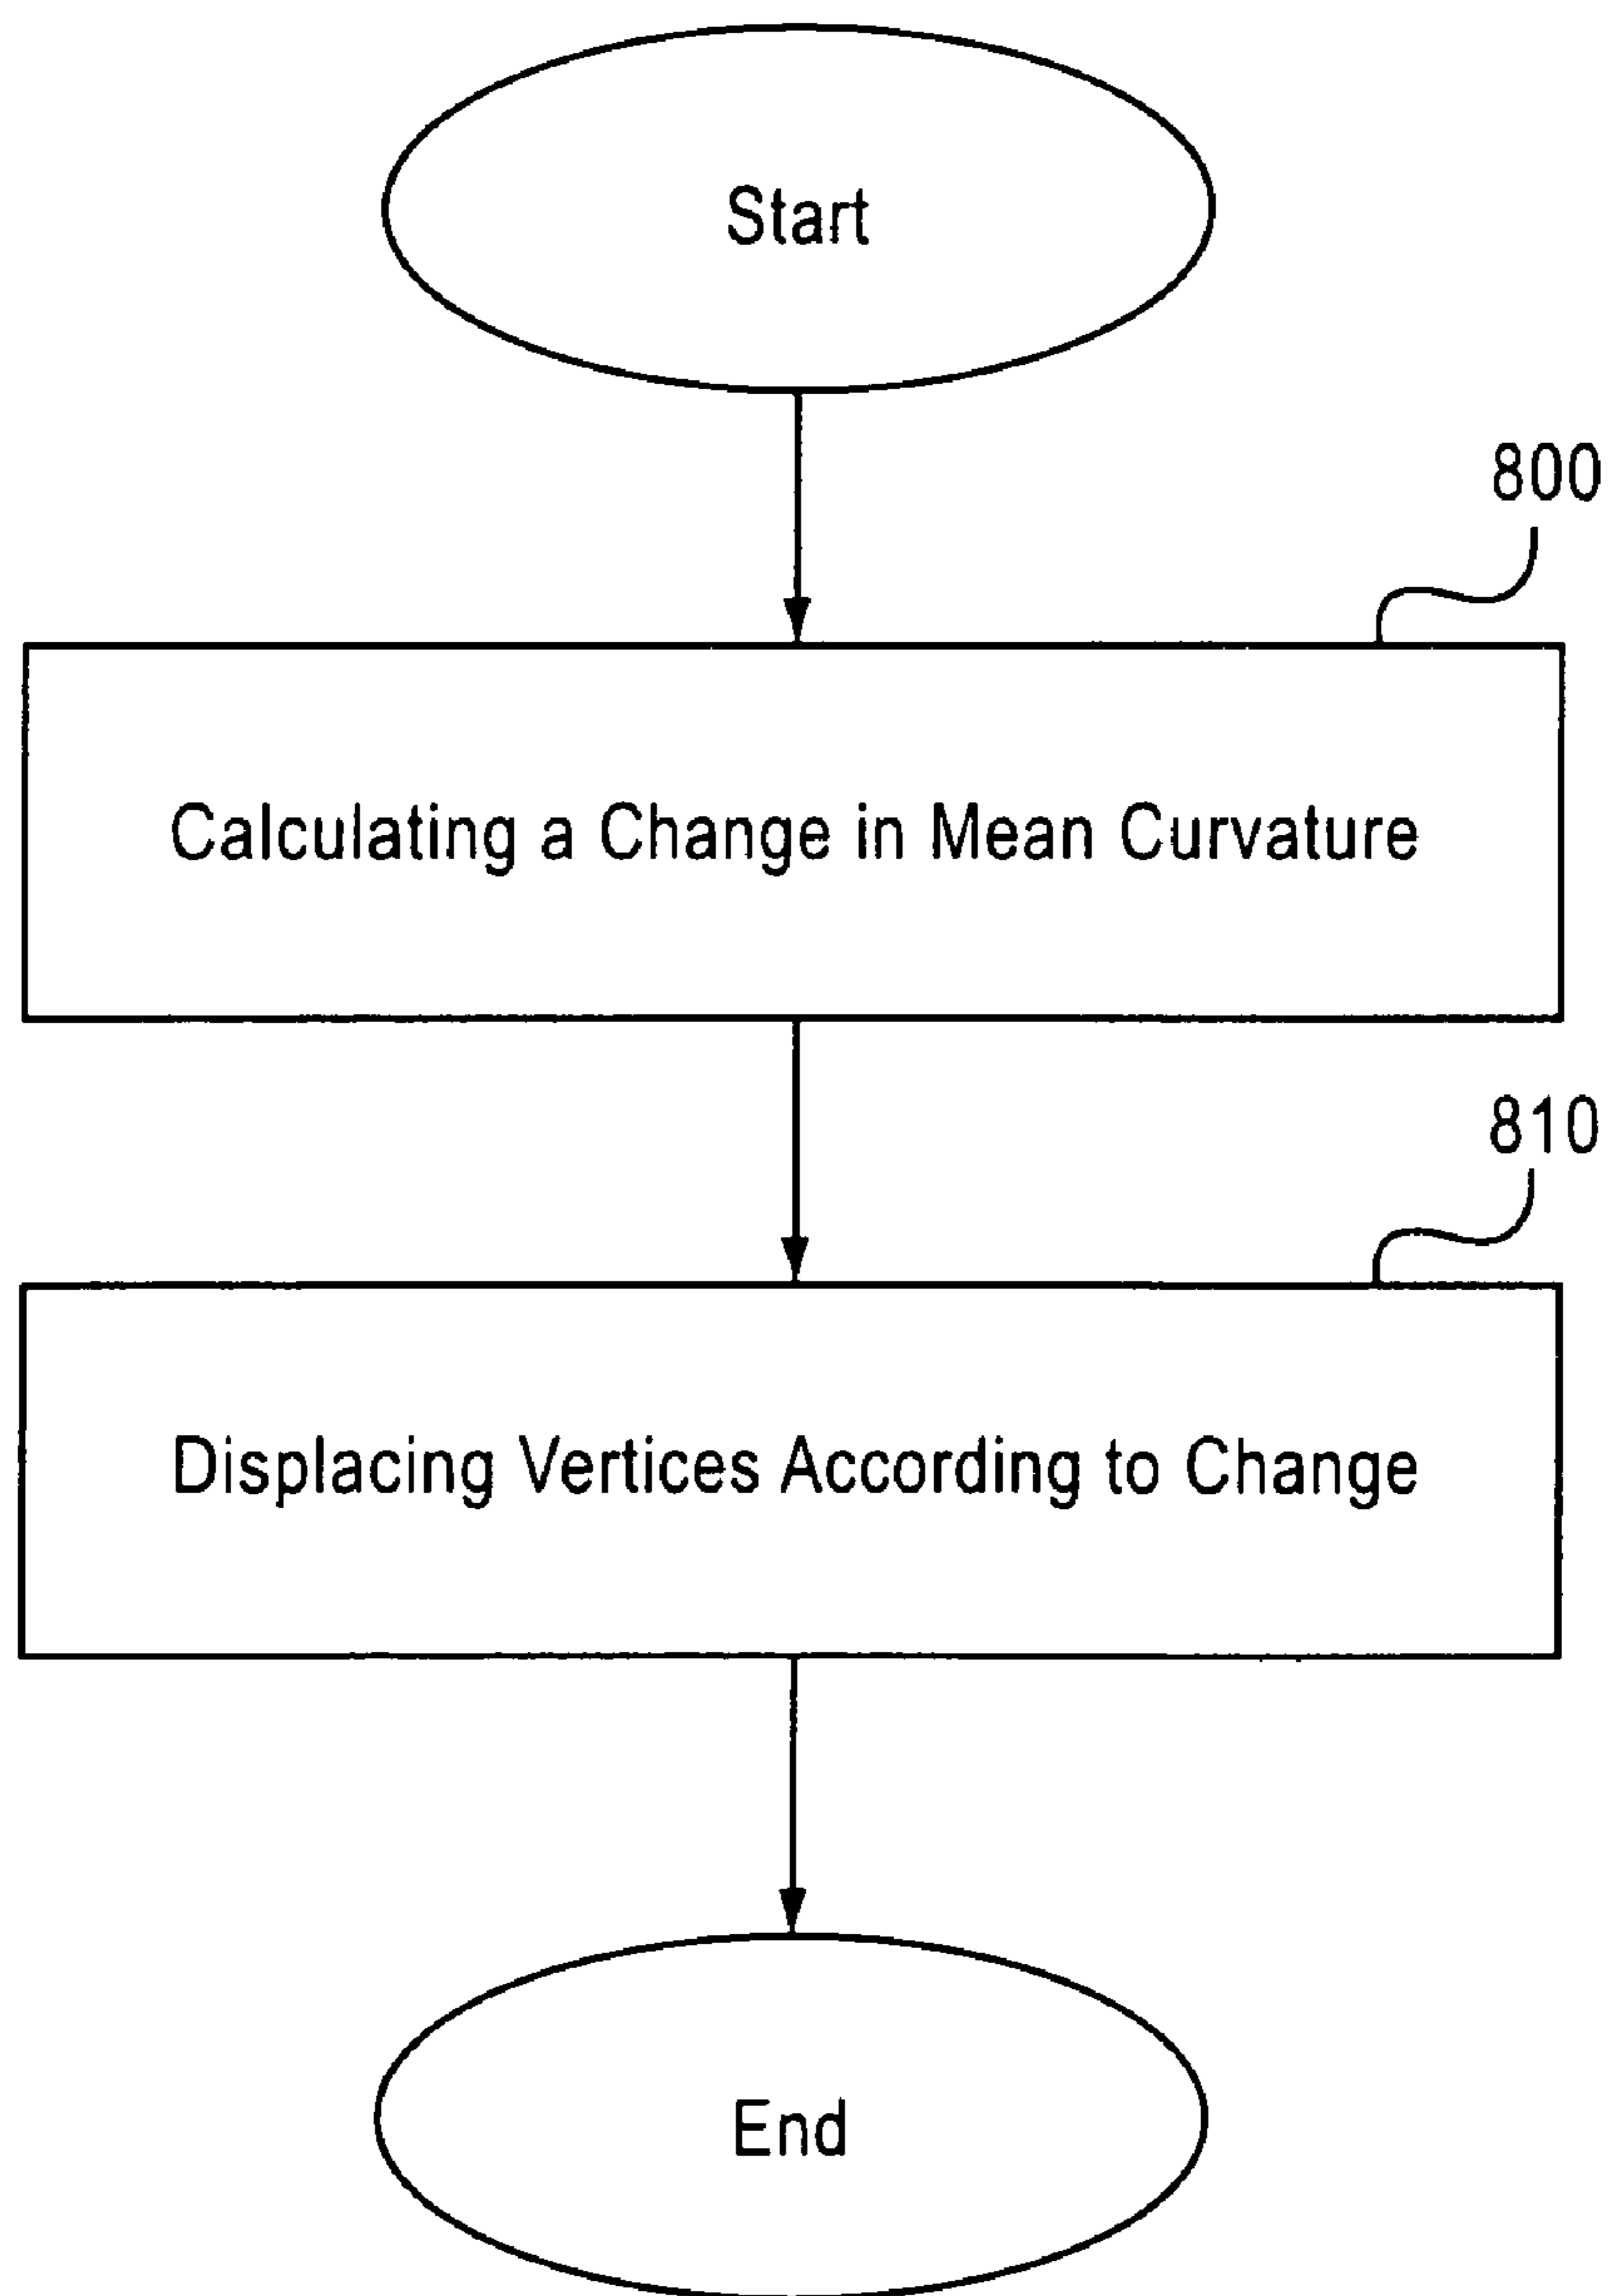 Start
800
Calculating a Change in Mean Curvature
810
Displacing Vertices According to Change
End